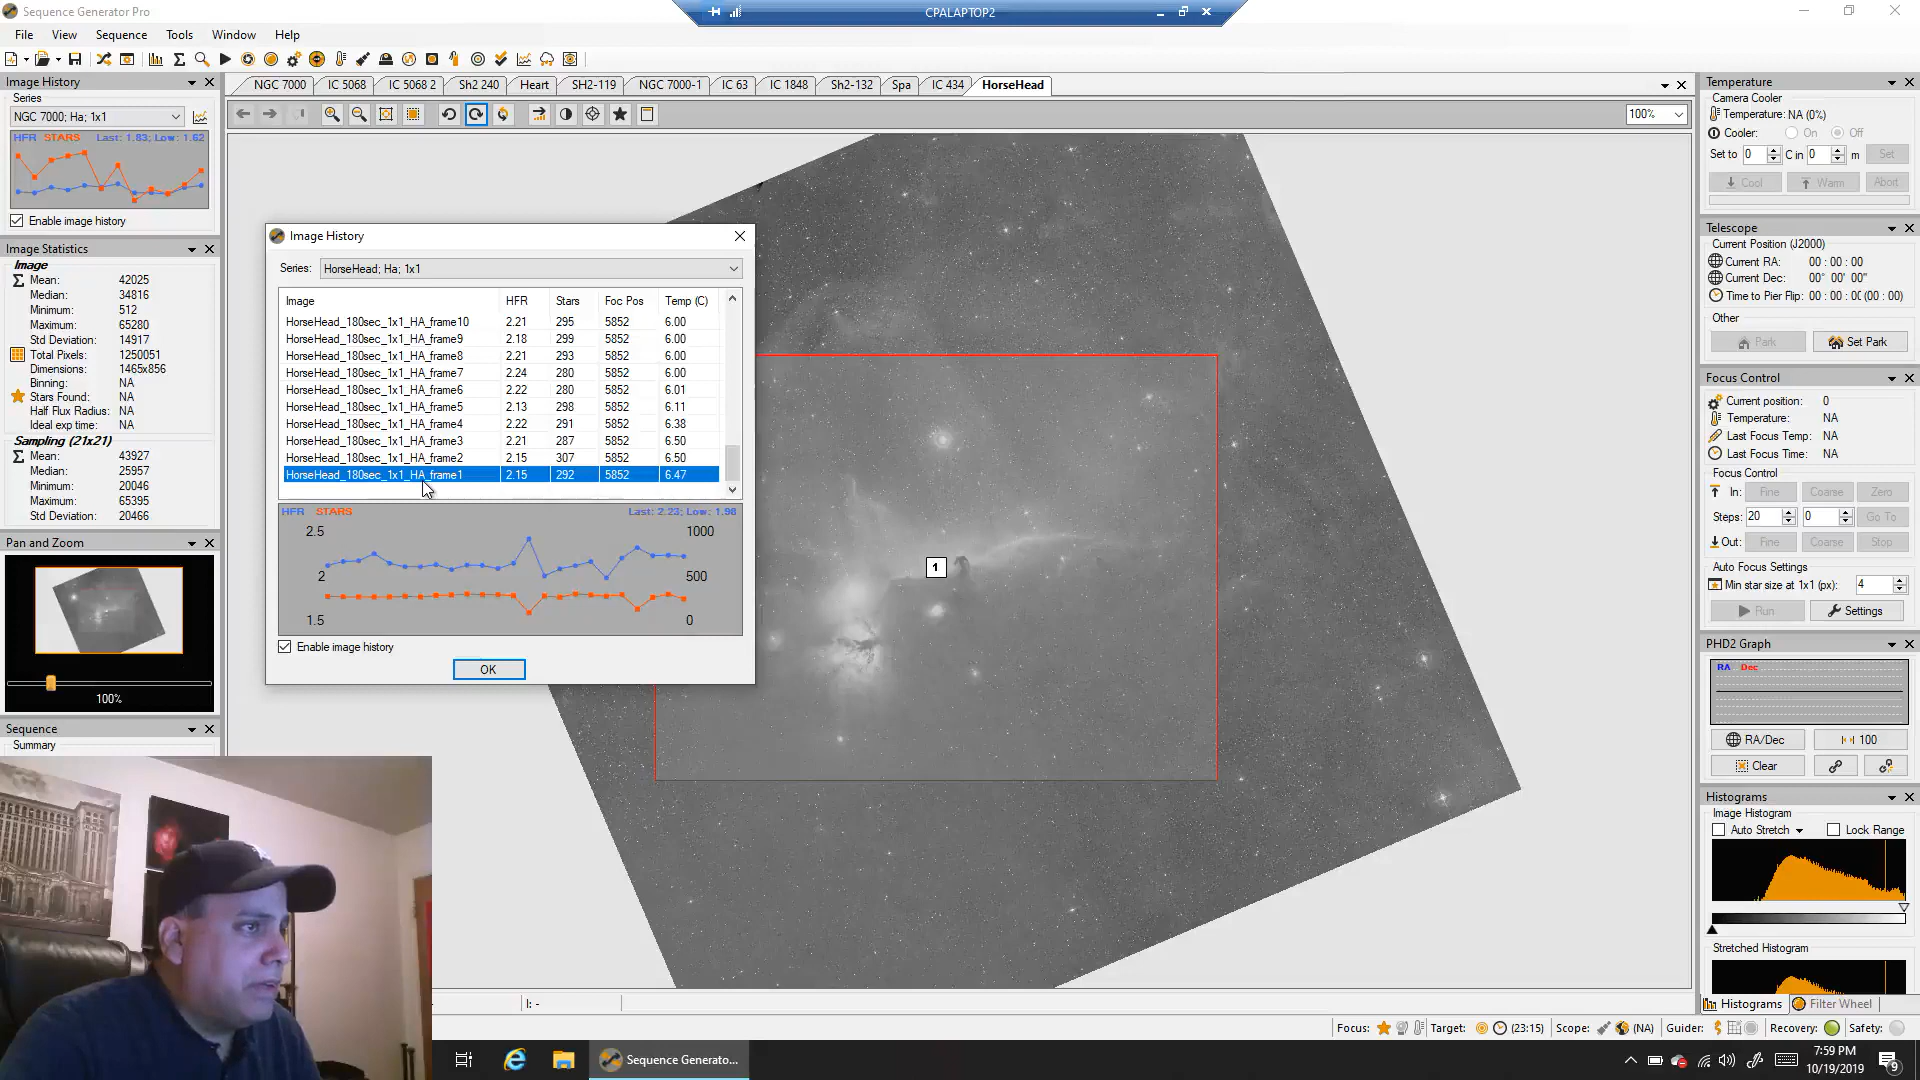 Sequence Generator Pro
CPALAPTOP2
File View Sequence Tools Window Help
Image History
Series
NGC 7000; Ha; 1x1
HFR STARS Last: 1.83; Low: 1.62
Enable image history
Image Statistics
Image
Mean: 42025
Median: 34816
Minimum: 512
Maximum: 65280
Std Deviation: 14917
Total Pixels: 1250051
Dimensions: 1465x856
Binning: NA
Stars Found: NA
Half Flux Radius: NA
Ideal exp time: NA
Sampling (21x21)
Mean: 43927
Median: 25957
Minimum: 20046
Maximum: 65395
Std Deviation: 20466
Pan and Zoom
100%
Sequence
Summary
NGC 7000 IC 5068 IC 5068 2 Sh2 240 Heart SH2-119 NGC 7000-1 IC 63 IC 1848 Sh2-132 Spa IC 434 HorseHead
100%
Image History
Series: HorseHead; Ha; 1x1
Image HFR Stars Foc Pos Temp (C)
HorseHead_180sec_1x1_HA_frame10 2.21 295 5852 6.00
HorseHead_180sec_1x1_HA_frame9 2.18 299 5852 6.00
HorseHead_180sec_1x1_HA_frame8 2.21 293 5852 6.00
HorseHead_180sec_1x1_HA_frame7 2.24 280 5852 6.00
HorseHead_180sec_1x1_HA_frame6 2.22 280 5852 6.01
HorseHead_180sec_1x1_HA_frame5 2.13 298 5852 6.11
HorseHead_180sec_1x1_HA_frame4 2.22 291 5852 6.38
HorseHead_180sec_1x1_HA_frame3 2.21 287 5852 6.50
HorseHead_180sec_1x1_HA_frame2 2.15 307 5852 6.50
HorseHead_180sec_1x1_HA_frame1 2.15 292 5852 6.47
HFR STARS Last: 2.23; Low: 1.98
2.5 1000
2 500
1.5 0
Enable image history
OK
1
I: -
Temperature
Camera Cooler
Temperature: NA (0%)
Cooler: On Off
Set to 0 C in 0 m Set
Cool Warm Abort
Telescope
Current Position (J2000)
Current RA: 00 : 00 : 00
Current Dec: 00° 00' 00"
Time to Pier Flip: 00 : 00 : 0( (00 : 00)
Other
Park Set Park
Focus Control
Current position: 0
Temperature: NA
Last Focus Temp: NA
Last Focus Time: NA
Focus Control
In: Fine Coarse Zero
Steps: 20 0 Go To
Out: Fine Coarse Stop
Auto Focus Settings
Min star size at 1x1 (px): 4
Run Settings
PHD2 Graph
RA Dec
RA/Dec 100
Clear
Histograms
Image Histogram
Auto Stretch Lock Range
Stretched Histogram
Histograms Filter Wheel
Focus: Target: (23:15) Scope: (NA) Guider: Recovery: Safety:
Sequence Generato...
7:59 PM
10/19/2019
9